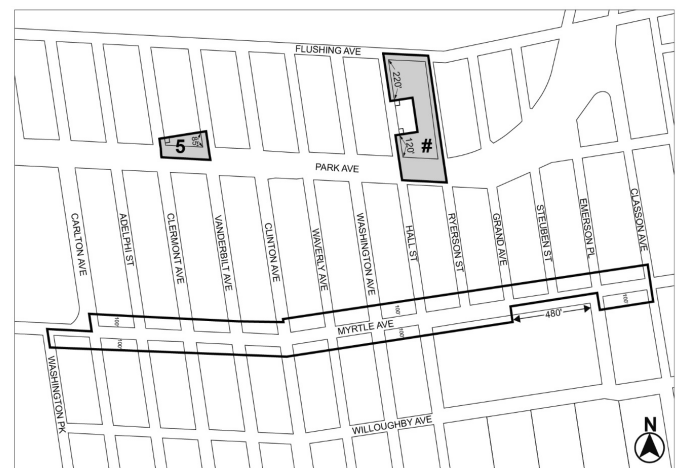 FLUSHING AVE
220'
5
85'
120'
#
PARK AVE
CARLTON AVE
ADELPHI ST
CLERMONT AVE
VANDERBILT AVE
CLINTON AVE
WAVERLY AVE
WASHINGTON AVE
HALL ST
RYERSON ST
GRAND AVE
STEUBEN ST
EMERSON PL
CLASSON AVE
100'
100'
100'
480'
MYRTLE AVE
100'
100'
WASHINGTON PK
WILLOUGHBY AVE
N